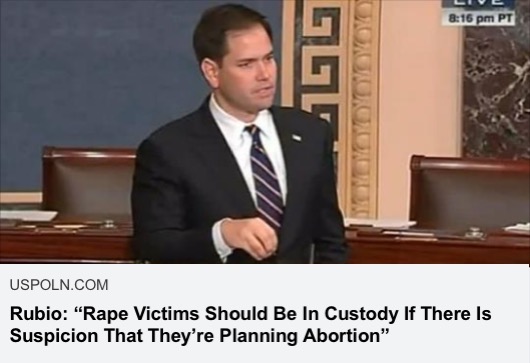 LIVE
8:16 pm PT
USPOLN.COM
Rubio: “Rape Victims Should Be In Custody If There Is
Suspicion That They’re Planning Abortion”